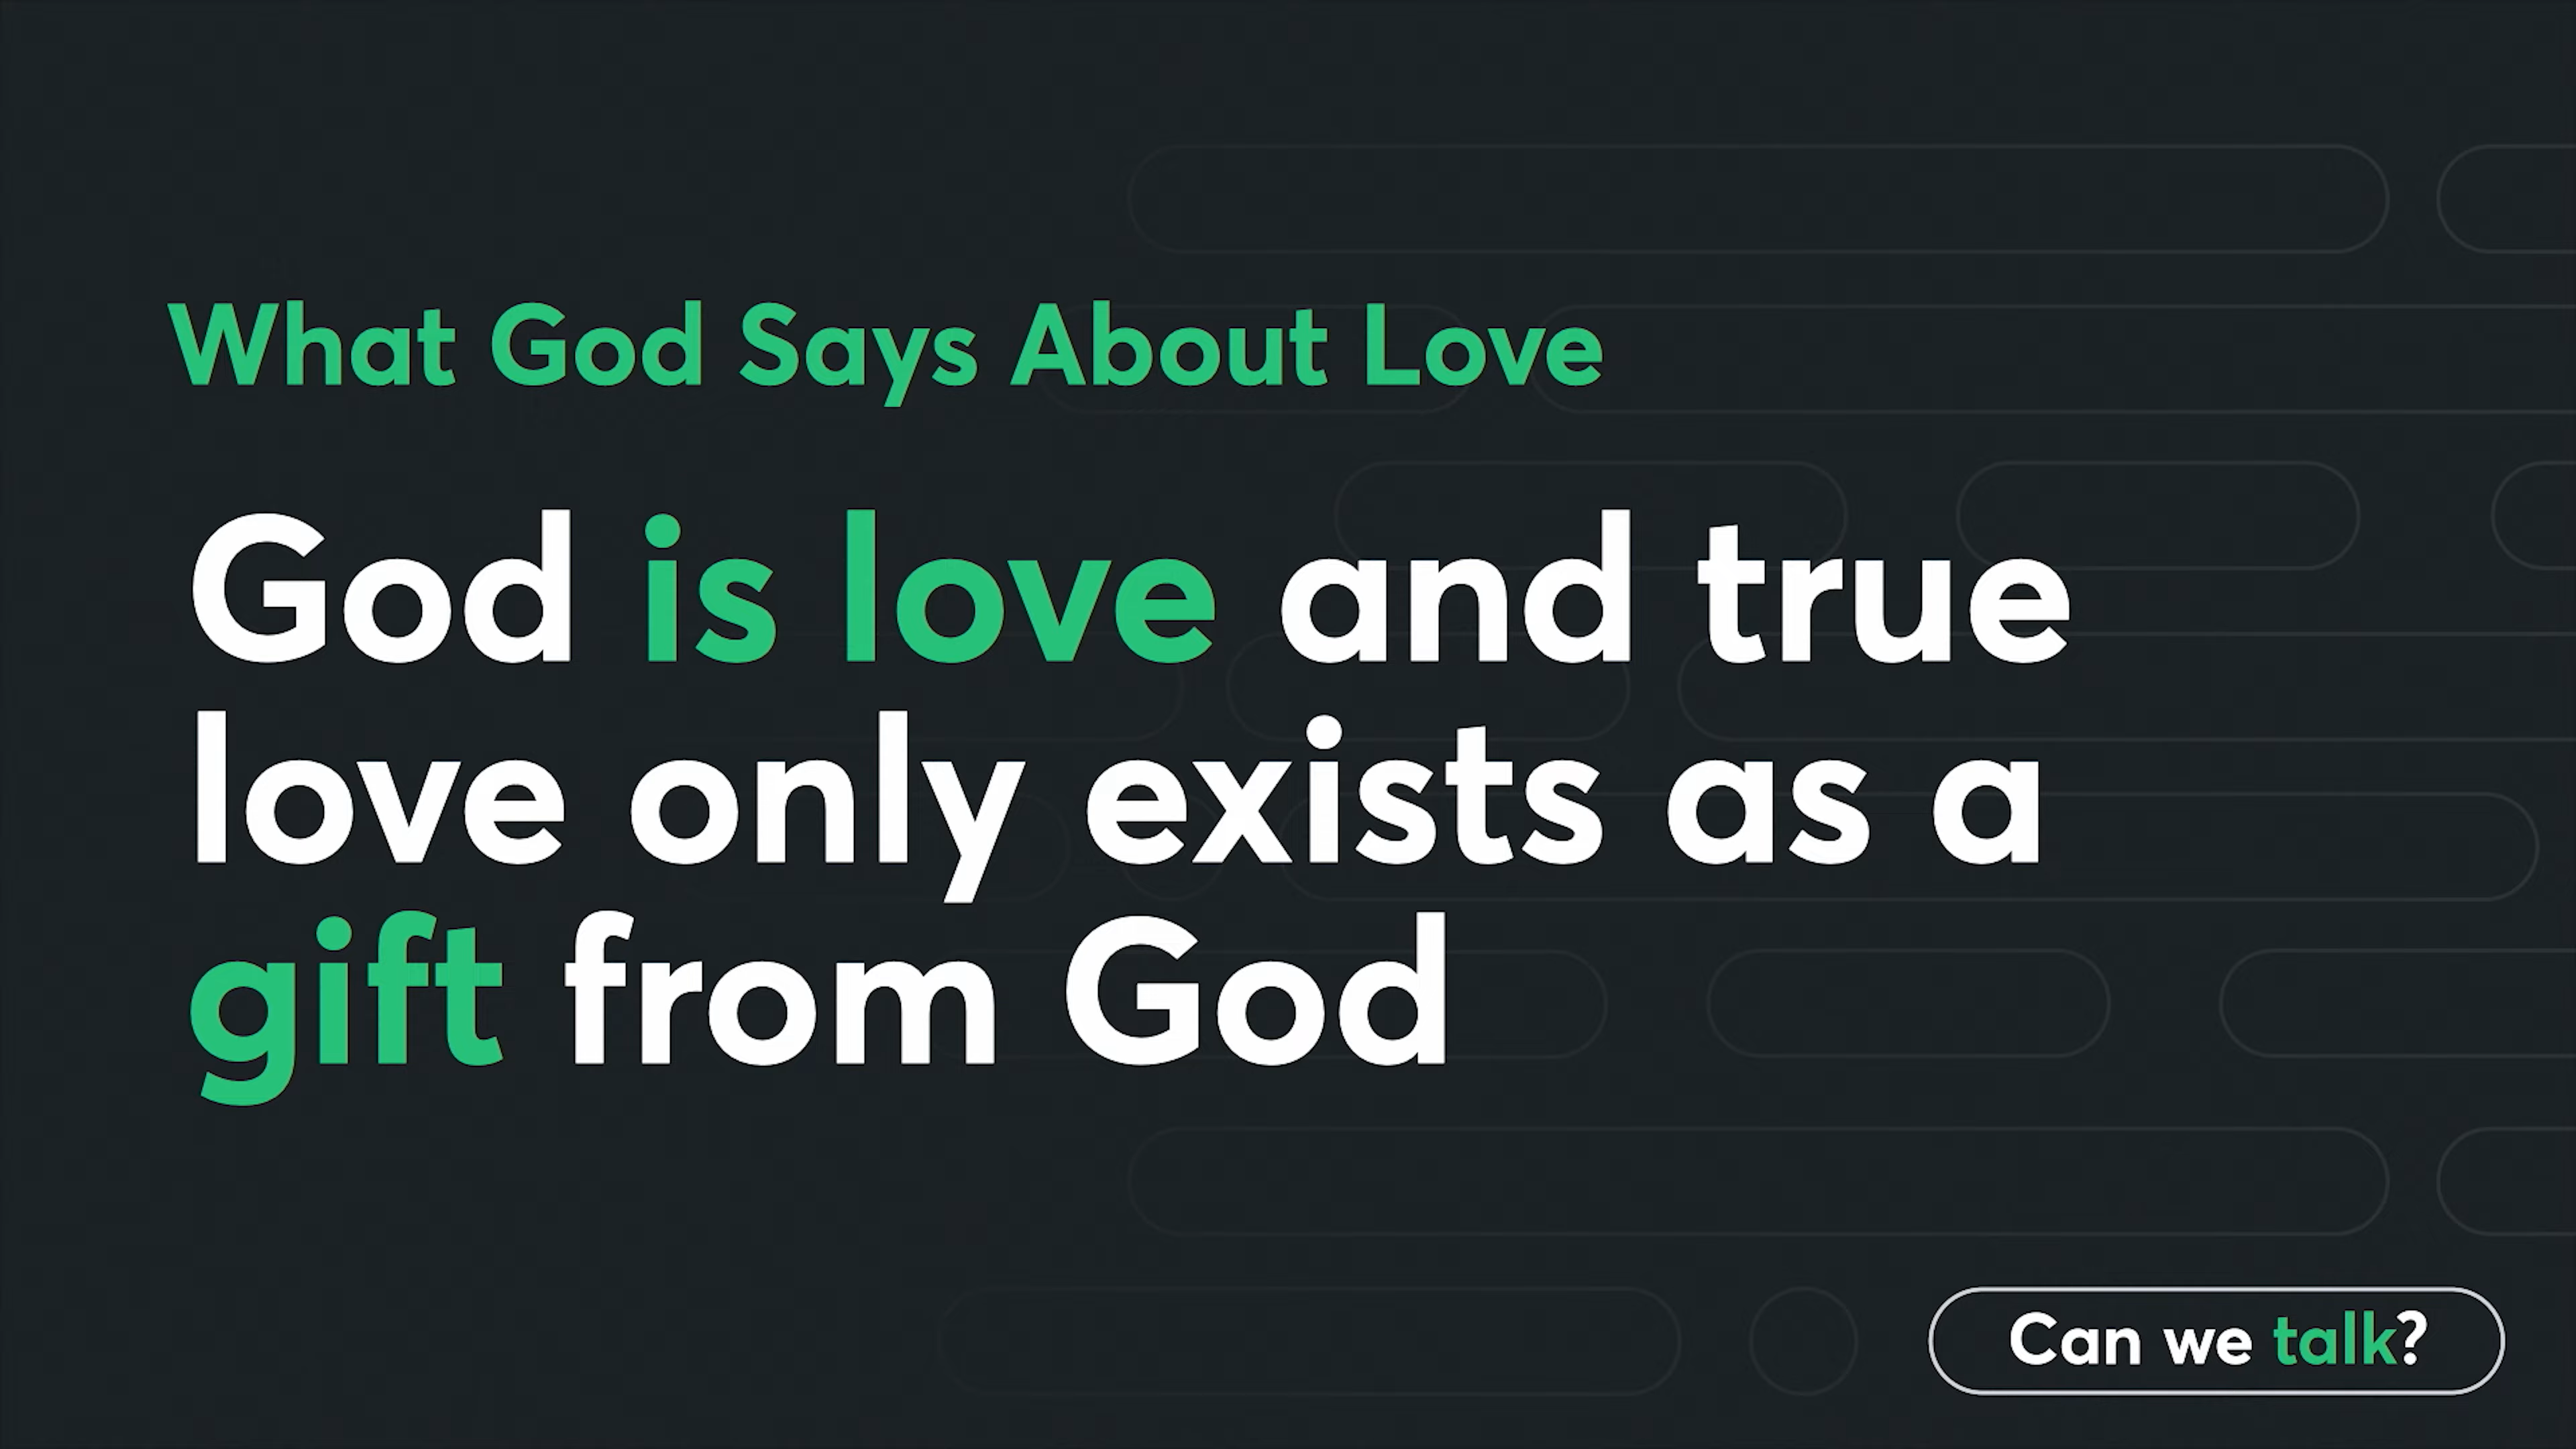 What God Says About Love
God is love and true
love only exists as a
gift from God
Can we talk?